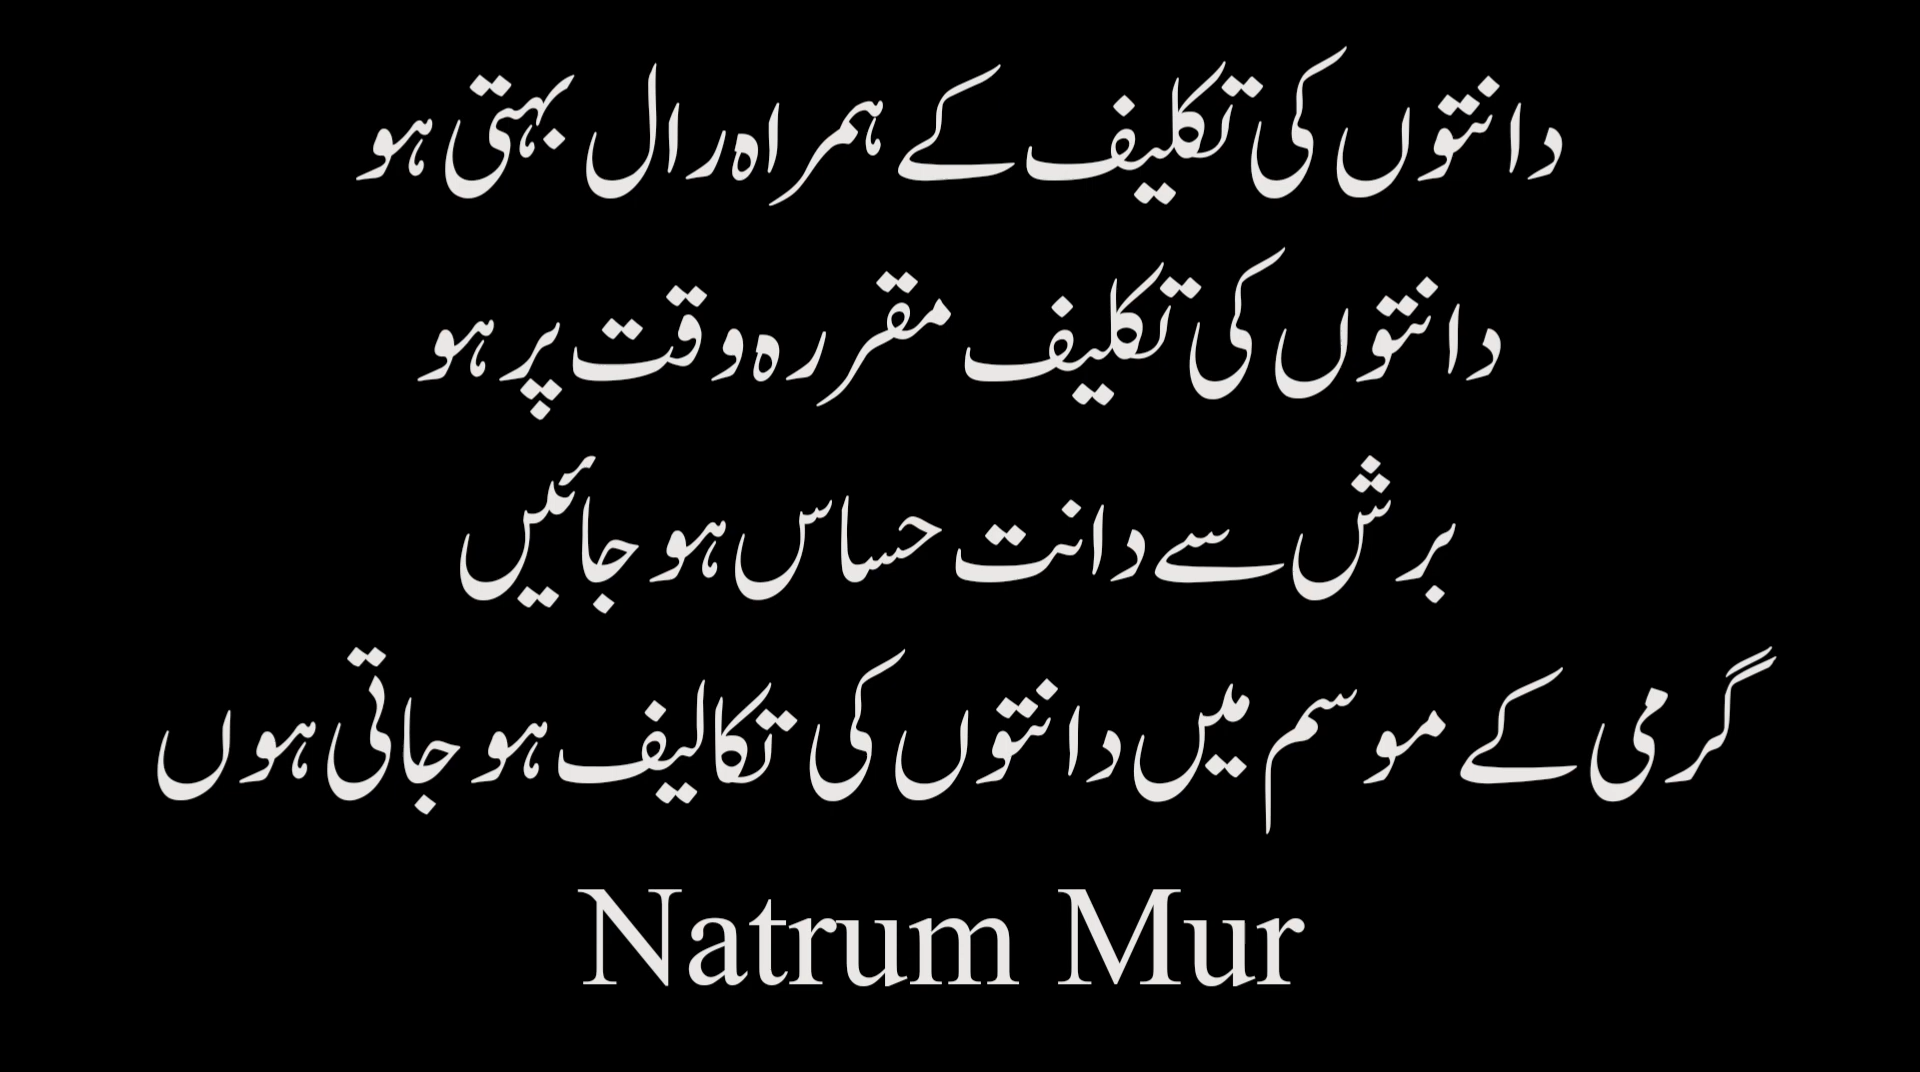 دانتوں کی تکلیف کے ہمراہ رال بہتی ہو
دانتوں کی تکلیف مقررہ وقت پر ہو
برش سے دانت حساس ہو جائیں
گرمی کے موسم میں دانتوں کی تکالیف ہو جاتی ہوں
Natrum Mur